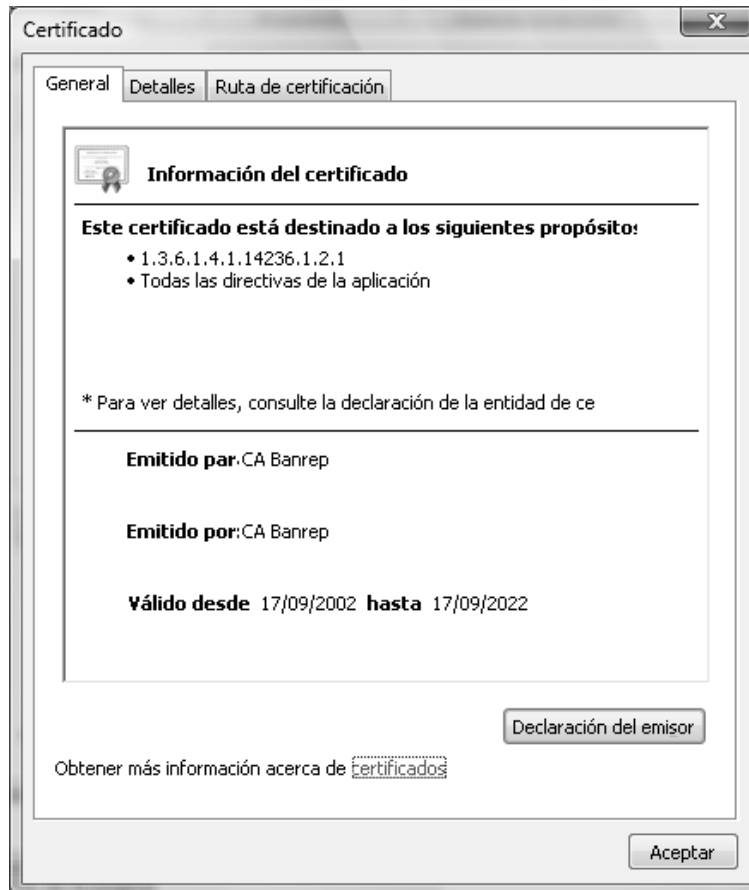 Certificado
General Detalles Ruta de certificación
Información del certificado
Este certificado está destinado a los siguientes propósitos
• 1.3.6.1.4.1.14236.1.2.1
• Todas las directivas de la aplicación
* Para ver detalles, consulte la declaración de la entidad de ce
Emitido par CA Banrep
Emitido por: CA Banrep
Válido desde 17/09/2002 hasta 17/09/2022
Declaración del emisor
Obtener más información acerca de certificados
Aceptar